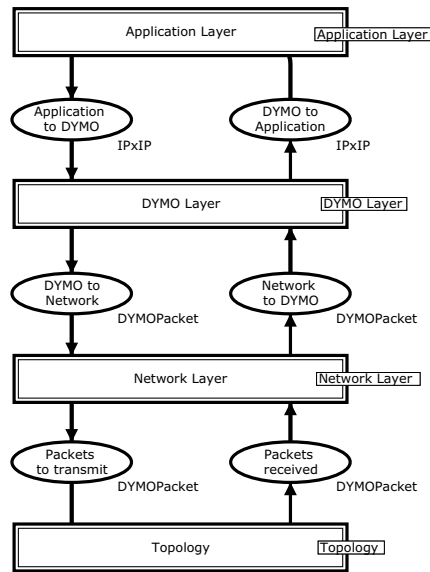 Application Layer
Application Layer
Application
to DYMO
DYMO to
Application
IPxIP
IPxIP
DYMO Layer
DYMO Layer
DYMO to
Network
Network
to DYMO
DYMOPacket
DYMOPacket
Network Layer
Network Layer
Packets
to transmit
Packets
received
DYMOPacket
DYMOPacket
Topology
Topology